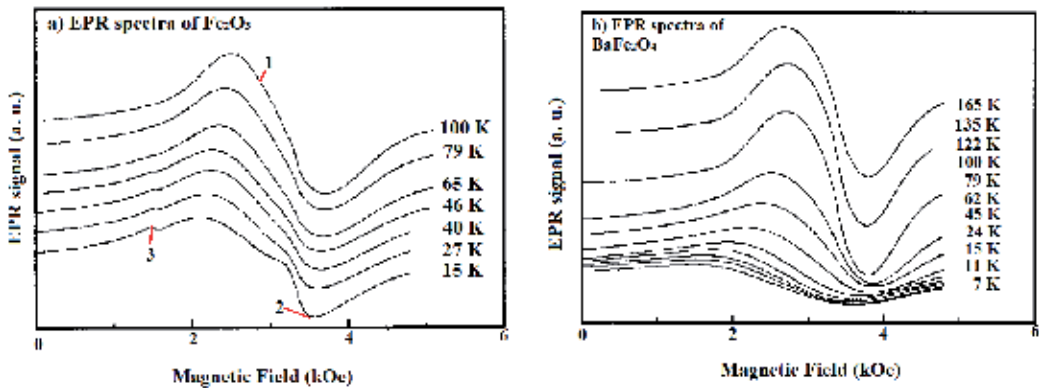 a) EPR spectra of Fe₂O₃
EPR signal (a. u.)
1
2
3
100 K
79 K
65 K
46 K
40 K
27 K
15 K
0 2 4 6
Magnetic Field (kOe)
b) EPR spectra of
BaFe₂O₄
EPR signal (a. u.)
165 K
135 K
122 K
100 K
79 K
62 K
45 K
24 K
15 K
11 K
7 K
0 2 4 6
Magnetic Field (kOe)